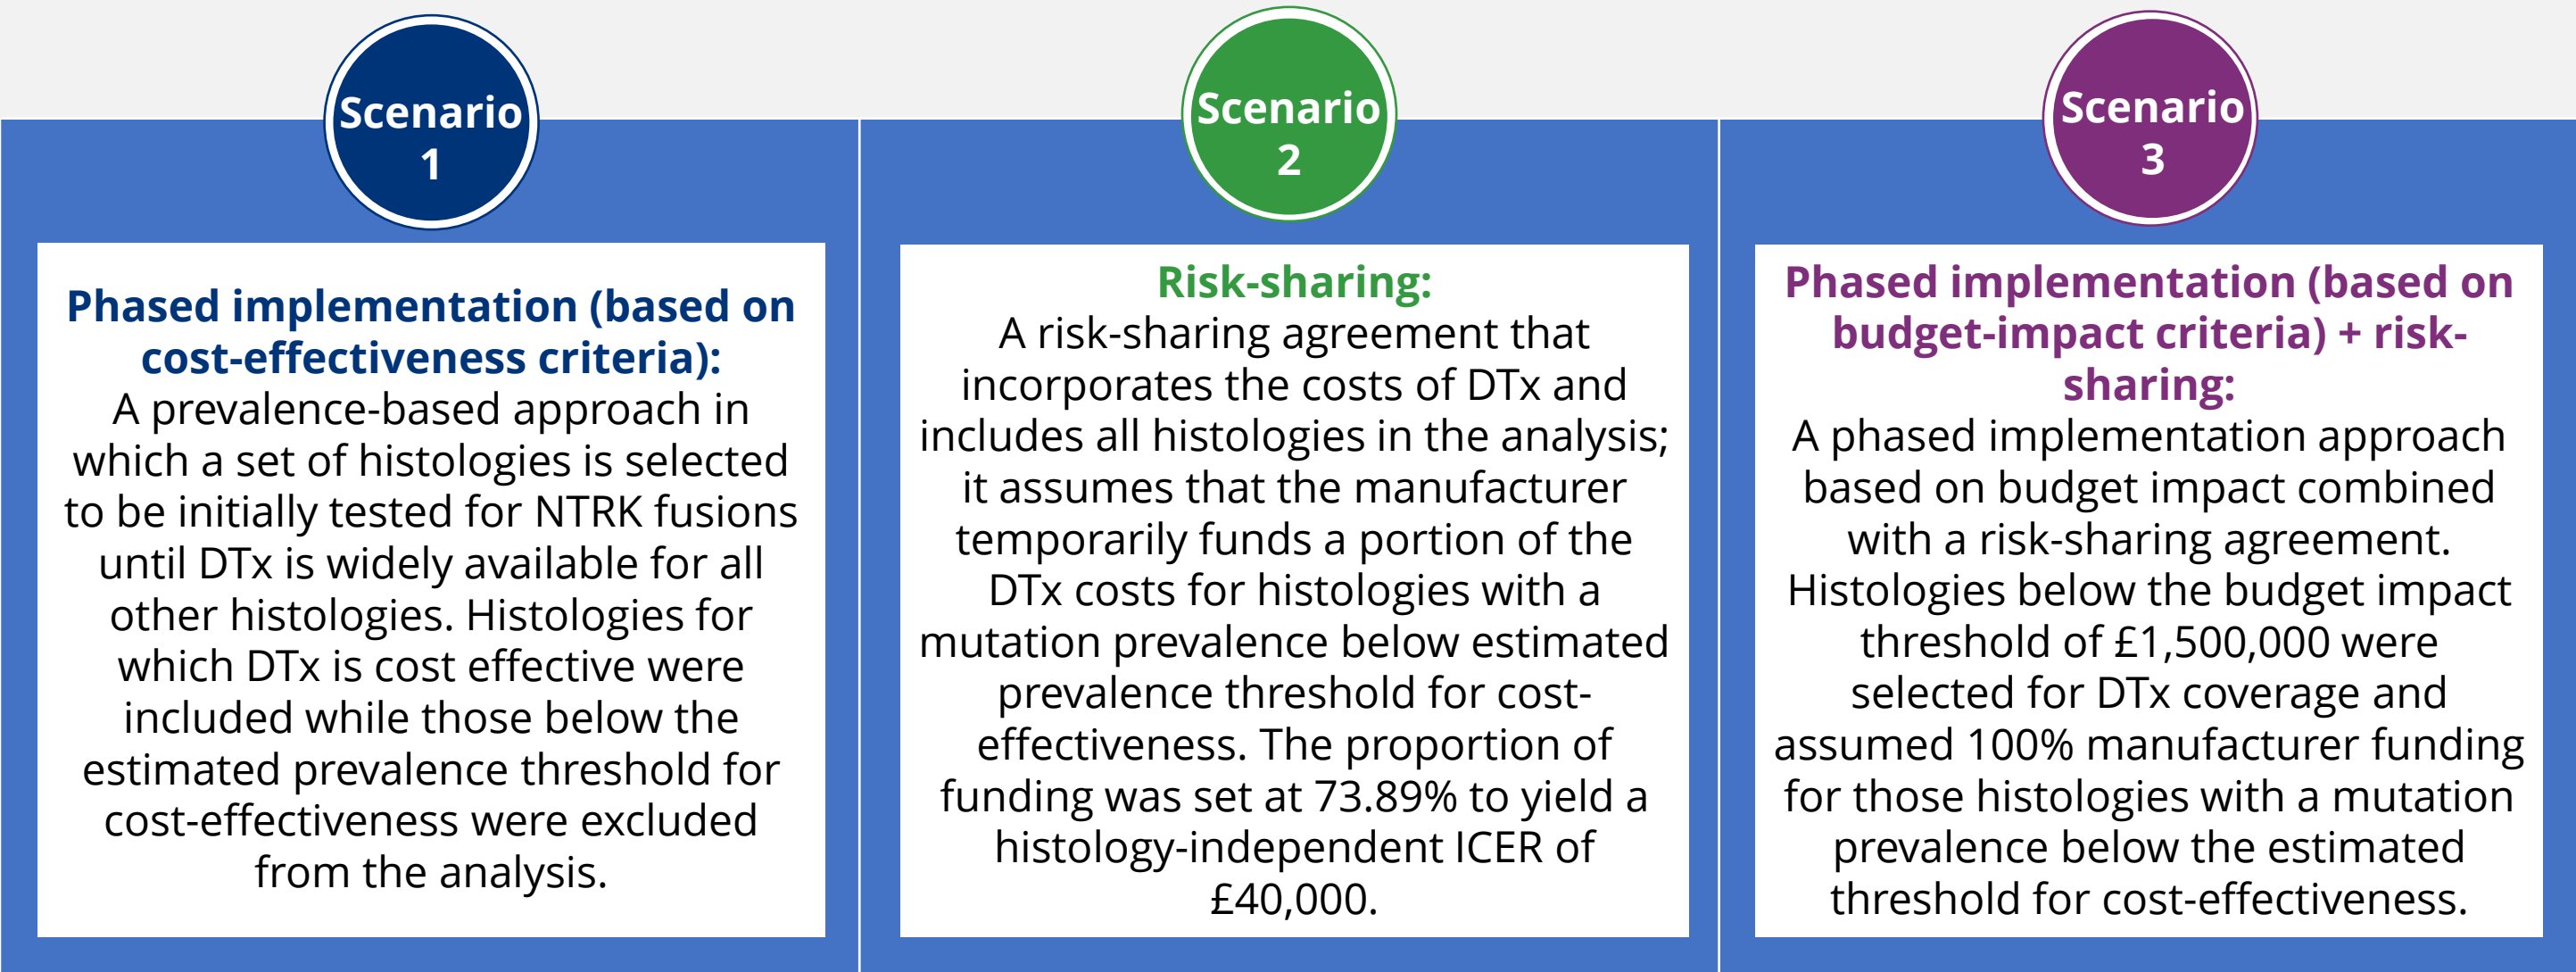 Scenario
1
Phased implementation (based on
cost-effectiveness criteria):
A prevalence-based approach in
which a set of histologies is selected
to be initially tested for NTRK fusions
until DTx is widely available for all
other histologies. Histologies for
which DTx is cost effective were
included while those below the
estimated prevalence threshold for
cost-effectiveness were excluded
from the analysis.
Scenario
2
Risk-sharing:
A risk-sharing agreement that
incorporates the costs of DTx and
includes all histologies in the analysis;
it assumes that the manufacturer
temporarily funds a portion of the
DTx costs for histologies with a
mutation prevalence below estimated
prevalence threshold for cost-
effectiveness. The proportion of
funding was set at 73.89% to yield a
histology-independent ICER of
£40,000.
Scenario
3
Phased implementation (based on
budget-impact criteria) + risk-
sharing:
A phased implementation approach
based on budget impact combined
with a risk-sharing agreement.
Histologies below the budget impact
threshold of £1,500,000 were
selected for DTx coverage and
assumed 100% manufacturer funding
for those histologies with a mutation
prevalence below the estimated
threshold for cost-effectiveness.